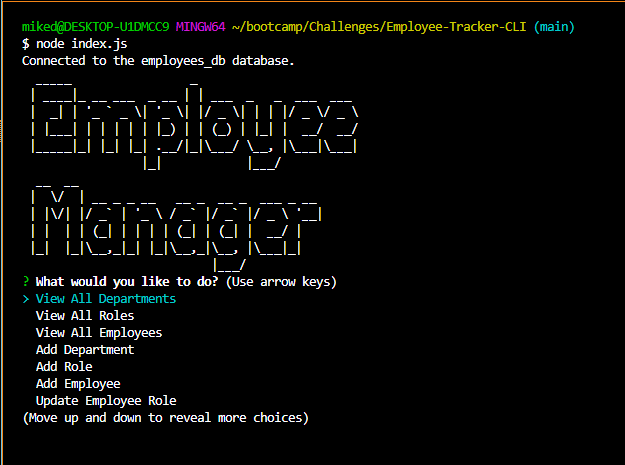 miked@DESKTOP-U1DMCC9 MINGW64 ~/bootcamp/Challenges/Employee-Tracker-CLI (main)
$ node index.js
Connected to the employees_db database.
Employee
Manager
? What would you like to do? (Use arrow keys)
> View All Departments
View All Roles
View All Employees
Add Department
Add Role
Add Employee
Update Employee Role
(Move up and down to reveal more choices)